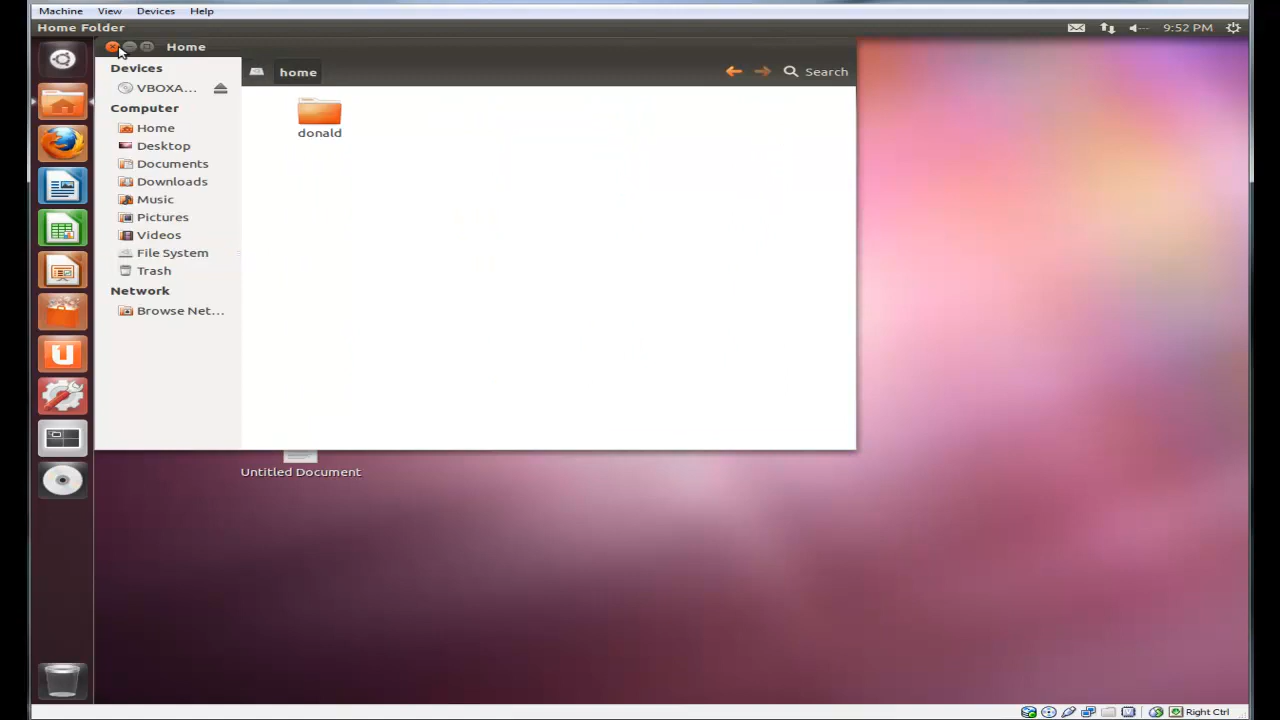 Machine View Devices Help
Home Folder 9:52 PM
Home
Devices
VBOXA...
Computer
Home
Desktop
Documents
Downloads
Music
Pictures
Videos
File System
Trash
Network
Browse Net...
home Search
donald
Untitled Document
Right Ctrl